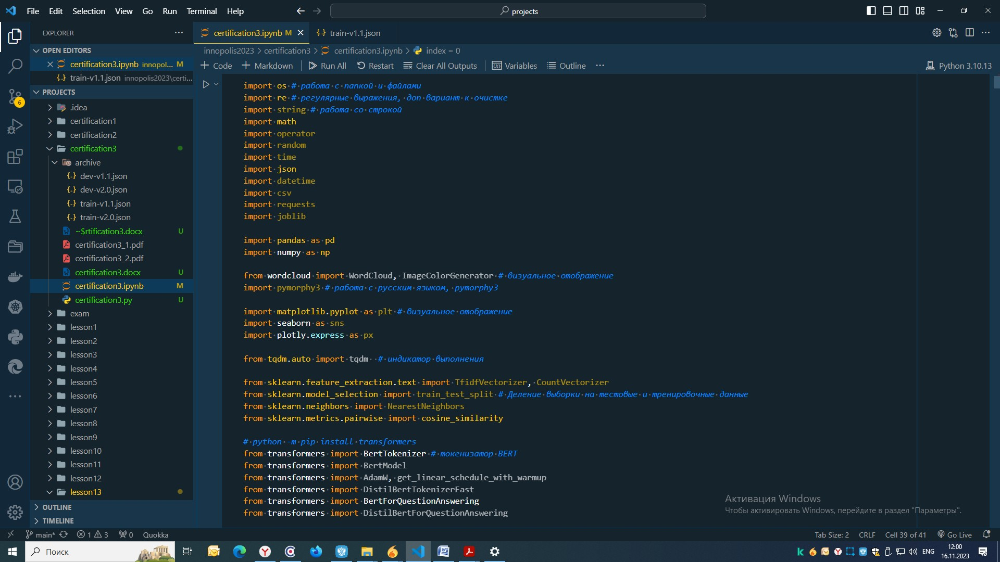 File Edit Selection View Go Run Terminal Help
projects
EXPLORER
OPEN EDITORS
certification3.ipynb innopol... M
train-v1.1.json innopolis2023\certi...
PROJECTS
.idea
certification1
certification2
certification3
archive
dev-v1.1.json
dev-v2.0.json
train-v1.1.json
train-v2.0.json
~$rtification3.docx U
certification3_1.pdf
certification3_2.pdf
certification3.docx U
certification3.ipynb M
certification3.py U
exam
lesson1
lesson2
lesson3
lesson4
lesson5
lesson6
lesson7
lesson8
lesson9
lesson10
lesson11
lesson12
lesson13
OUTLINE
TIMELINE
6
certification3.ipynb M
train-v1.1.json
innopolis2023 > certification3 > certification3.ipynb > index = 0
Code Markdown Run All Restart Clear All Outputs Variables Outline ... Python 3.10.13
import os # работа с папкой и файлами
import re # регулярные выражения, доп вариант к очистке
import string # работа со строкой
import math
import operator
import random
import time
import json
import datetime
import csv
import requests
import joblib
import pandas as pd
import numpy as np
from wordcloud import WordCloud, ImageColorGenerator # визуальное отображение
import pymorphy3 # работа с русским языком, pymorphy3
import matplotlib.pyplot as plt # визуальное отображение
import seaborn as sns
import plotly.express as px
from tqdm.auto import tqdm  # индикатор выполнения
from sklearn.feature_extraction.text import TfidfVectorizer, CountVectorizer
from sklearn.model_selection import train_test_split # Деление выборки на тестовые и тренировочные данные
from sklearn.neighbors import NearestNeighbors
from sklearn.metrics.pairwise import cosine_similarity
# python -m pip install transformers
from transformers import BertTokenizer # токенизатор BERT
from transformers import BertModel
from transformers import AdamW, get_linear_schedule_with_warmup
from transformers import DistilBertTokenizerFast
from transformers import BertForQuestionAnswering
from transformers import DistilBertForQuestionAnswering
Активация Windows
Чтобы активировать Windows, перейдите в раздел "Параметры".
main* 1 3 0 Quokka
Tab Size: 2 CRLF Cell 39 of 41 Go Live
Поиск
ENG
12:00
16.11.2023